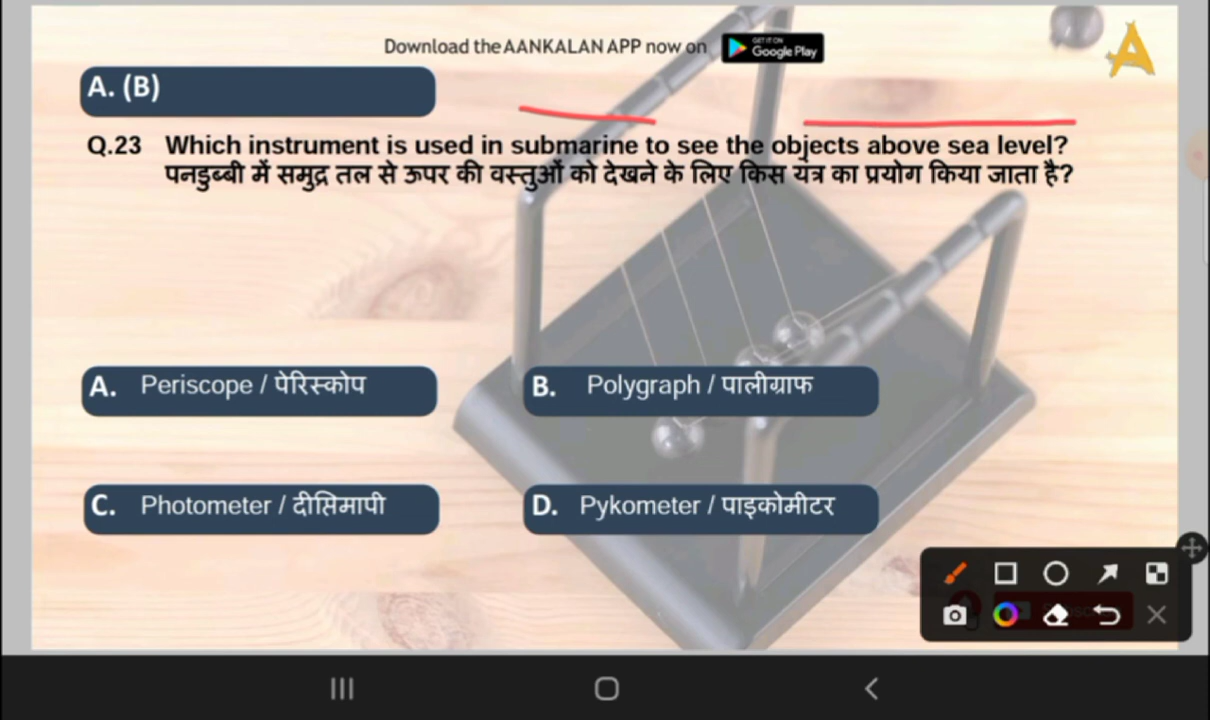 Download the AANKALAN APP now on
GET IT ON
Google Play
A
A. (B)
Q.23 Which instrument is used in submarine to see the objects above sea level?
पनडुब्बी में समुद्र तल से ऊपर की वस्तुओं को देखने के लिए किस यंत्र का प्रयोग किया जाता है?
A. Periscope / पेरिस्कोप
B. Polygraph / पालीग्राफ
C. Photometer / दीप्तिमापी
D. Pykometer / पाइकोमीटर